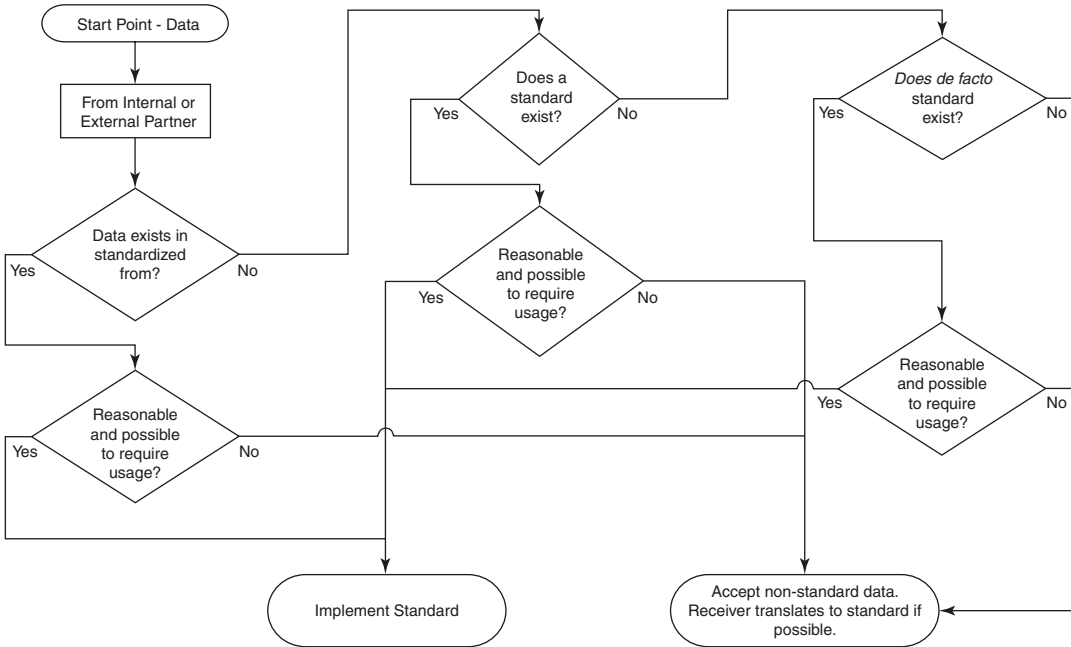 Start Point - Data
From Internal or
External Partner
Data exists in
standardized
from?
Yes
No
Reasonable
and possible
to require
usage?
Yes
No
Does a
standard
exist?
Yes
No
Reasonable
and possible
to require
usage?
Yes
No
Does de facto
standard
exist?
Yes
No
Reasonable
and possible
to require
usage?
Yes
No
Implement Standard
Accept non-standard data.
Receiver translates to standard if
possible.